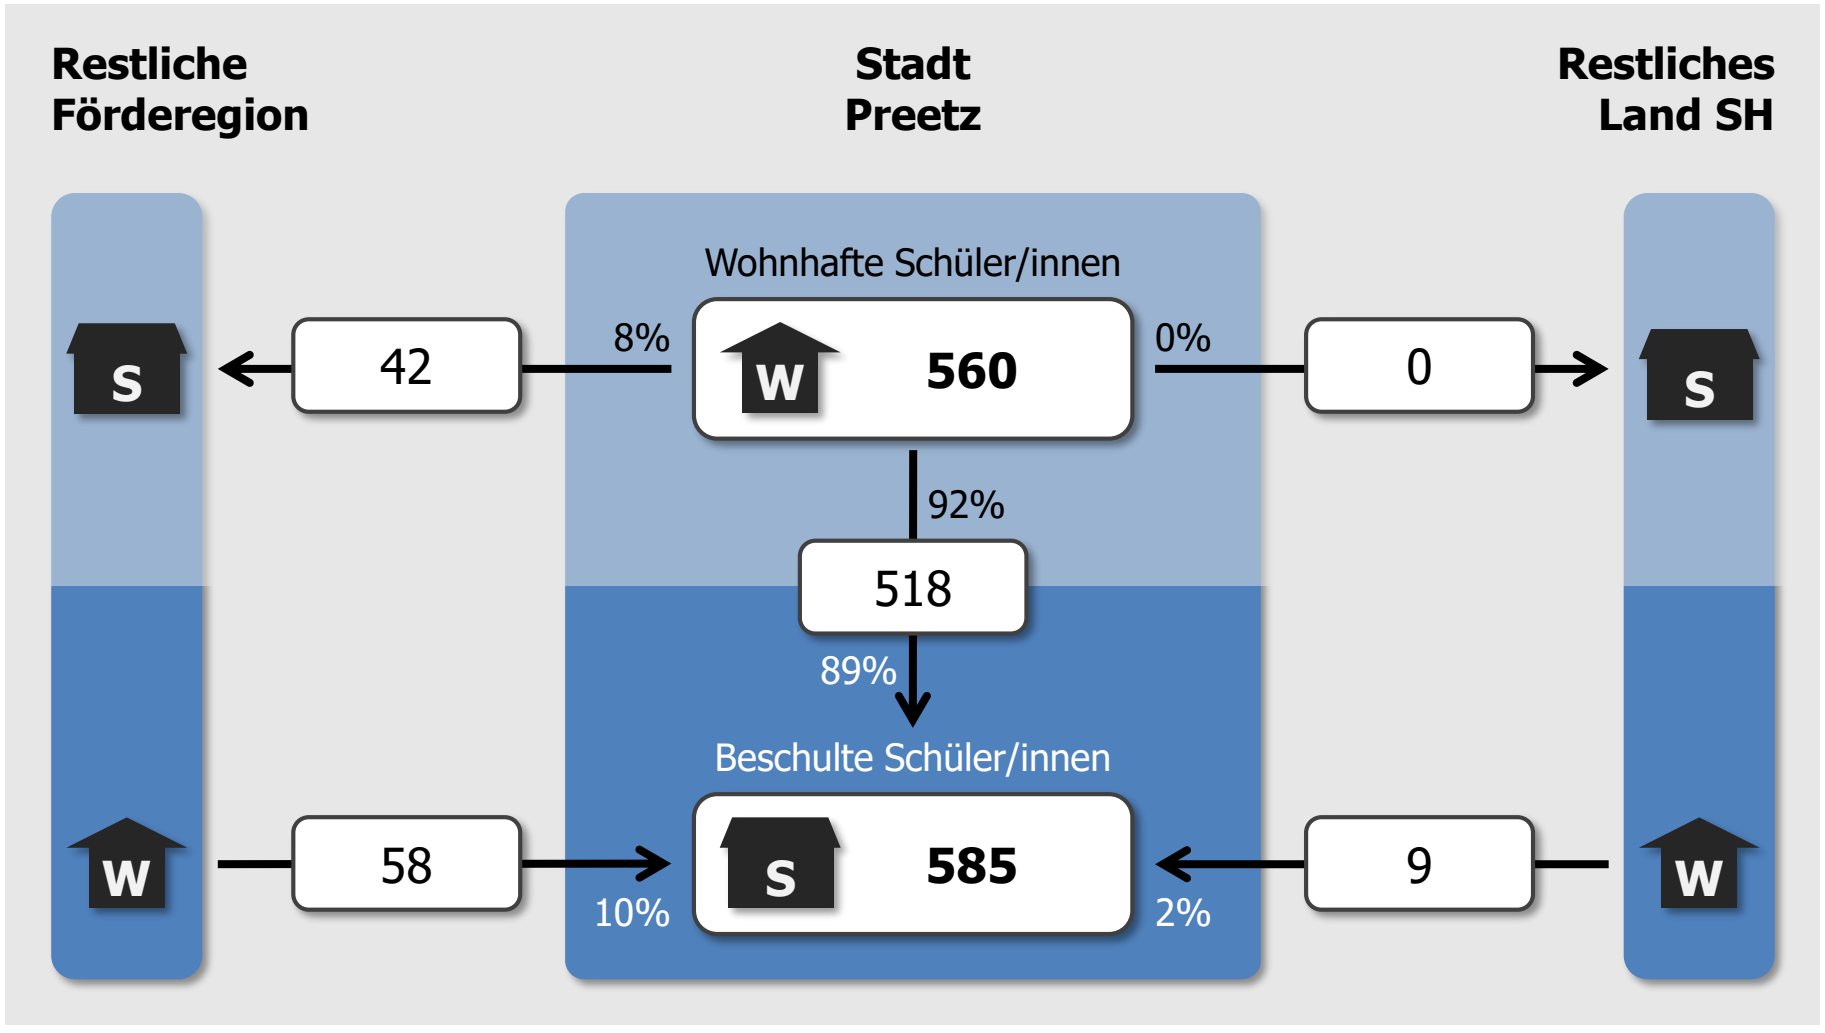 Restliche
Förderegion
Stadt
Preetz
Restliches
Land SH
Wohnhafte Schüler/innen
S
42
8%
W
560
0%
0
S
92%
518
89%
Beschulte Schüler/innen
W
58
10%
S
585
2%
9
W